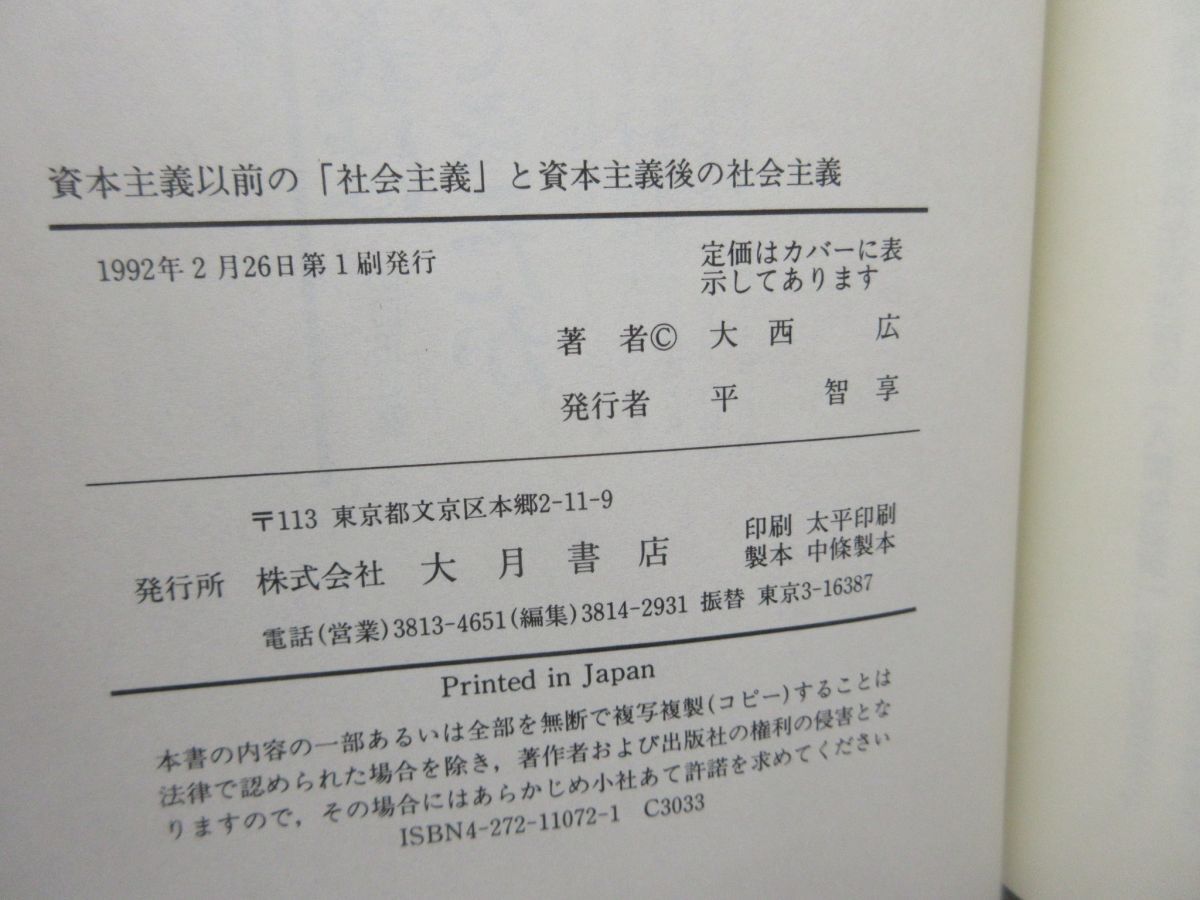 資本主義以前の「社会主義」と資本主義後の社会主義
1992年2月26日第1刷発行
定価はカバーに表
示してあります
著 者© 大西 広
発行者 平 智享
〒113 東京都文京区本郷2-11-9
発行所 株式会社 大月書店
印刷 太平印刷
製本 中條製本
電話(営業)3813-4651(編集)3814-2931 振替 東京3-16387
Printed in Japan
本書の内容の一部あるいは全部を無断で複写複製(コピー)することは
法律で認められた場合を除き，著作者および出版社の権利の侵害とな
りますので，その場合にはあらかじめ小社あて許諾を求めてください
ISBN4-272-11072-1 C3033